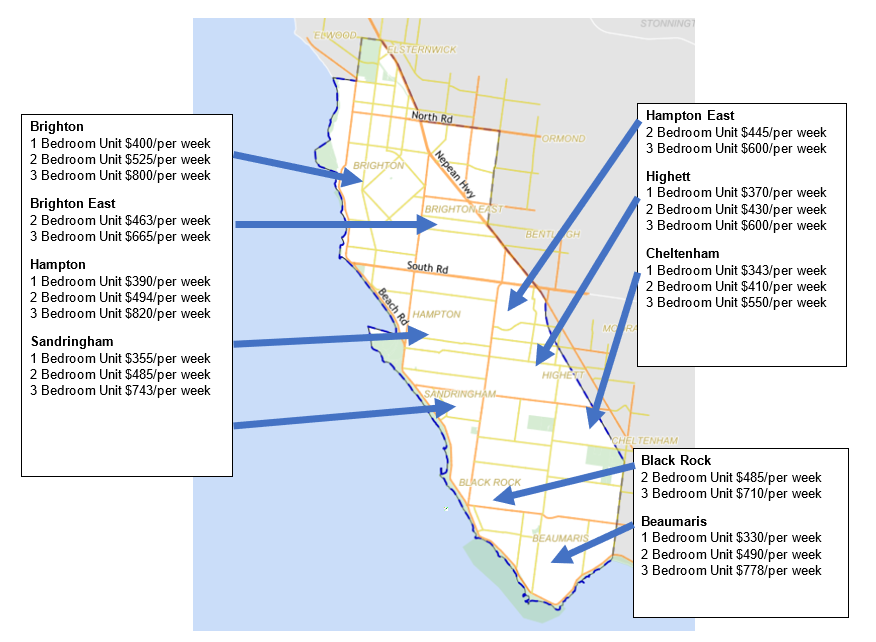 STONNINGT
ELWOOD
ELSTERNWICK
North Rd
ORMOND
Nepean Hwy
BRIGHTON
BRIGHTON EAST
BENTLEIGH
South Rd
Beach Rd
HAMPTON
MOORA
HIGHETT
SANDRINGHAM
CHELTENHAM
BLACK ROCK
BEAUMARIS
Brighton
1 Bedroom Unit $400/per week
2 Bedroom Unit $525/per week
3 Bedroom Unit $800/per week
Brighton East
2 Bedroom Unit $463/per week
3 Bedroom Unit $665/per week
Hampton
1 Bedroom Unit $390/per week
2 Bedroom Unit $494/per week
3 Bedroom Unit $820/per week
Sandringham
1 Bedroom Unit $355/per week
2 Bedroom Unit $485/per week
3 Bedroom Unit $743/per week
Hampton East
2 Bedroom Unit $445/per week
3 Bedroom Unit $600/per week
Highett
1 Bedroom Unit $370/per week
2 Bedroom Unit $430/per week
3 Bedroom Unit $600/per week
Cheltenham
1 Bedroom Unit $343/per week
2 Bedroom Unit $410/per week
3 Bedroom Unit $550/per week
Black Rock
2 Bedroom Unit $485/per week
3 Bedroom Unit $710/per week
Beaumaris
1 Bedroom Unit $330/per week
2 Bedroom Unit $490/per week
3 Bedroom Unit $778/per week